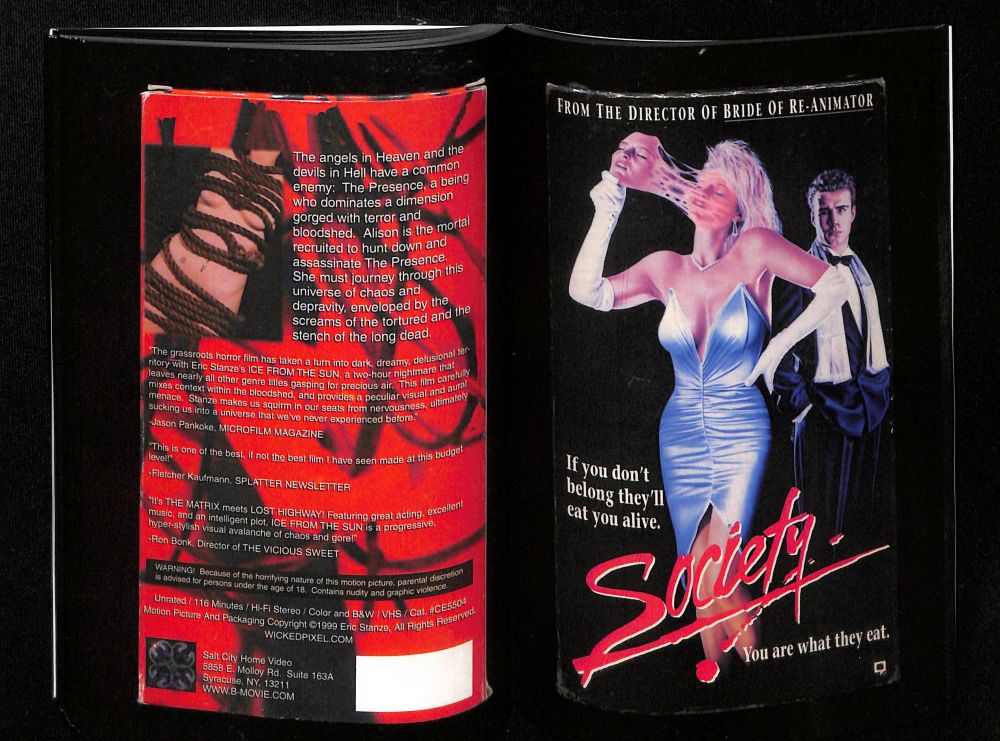 The angels in Heaven and the
devils in Hell have a common
enemy: The Presence, a being
who dominates a dimension
gorged with terror and
bloodshed. Alison is the mortal
recruited to hunt down and
assassinate The Presence.
She must journey through this
universe of chaos and
depravity, enveloped by the
screams of the tortured and the
stench of the long dead.
"The grassroots horror film has taken a turn into dark, dreamy, delusional ter-
ritory with Eric Stanze's ICE FROM THE SUN, a two-hour nightmare that
leaves nearly all other genre titles gasping for precious air. This film carefully
mixes context within the bloodshed, and provides a peculiar visual and aural
menace. Stanze makes us squirm in our seats from nervousness, ultimately
sucking us into a universe that we've never experienced before."
-Jason Pankoke, MICROFILM MAGAZINE
"This is one of the best, if not the best film I have seen made at this budget
level!"
-Fletcher Kaufmann, SPLATTER NEWSLETTER
"It's THE MATRIX meets LOST HIGHWAY! Featuring great acting, excellent
music, and an intelligent plot, ICE FROM THE SUN is a progressive,
hyper-stylish visual avalanche of chaos and gore!"
-Ron Bonk, Director of THE VICIOUS SWEET
WARNING! Because of the horrifying nature of this motion picture, parental discretion
is advised for persons under the age of 18. Contains nudity and graphic violence.
Unrated / 116 Minutes / Hi-Fi Stereo / Color and B&W / VHS / Cat. #CE5504
Motion Picture And Packaging Copyright ©1999 Eric Stanze. All Rights Reserved.
WICKEDPIXEL.COM
Salt City Home Video
5858 E. Molloy Rd. Suite 163A
Syracuse, NY, 13211
WWW.B-MOVIE.COM
FROM THE DIRECTOR OF BRIDE OF RE-ANIMATOR
If you don't
belong they'll
eat you alive.
Society.
You are what they eat.